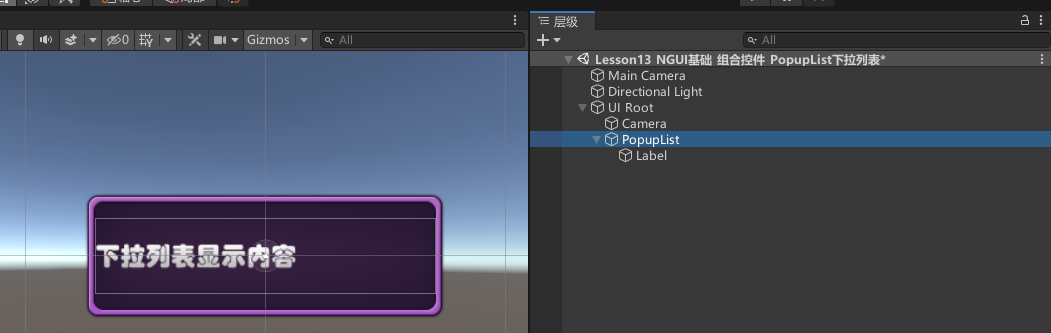 层级
0
Gizmos
All
All
Lesson13 NGUI基础 组合控件 PopupList下拉列表*
Main Camera
Directional Light
UI Root
Camera
PopupList
Label
下拉列表显示内容